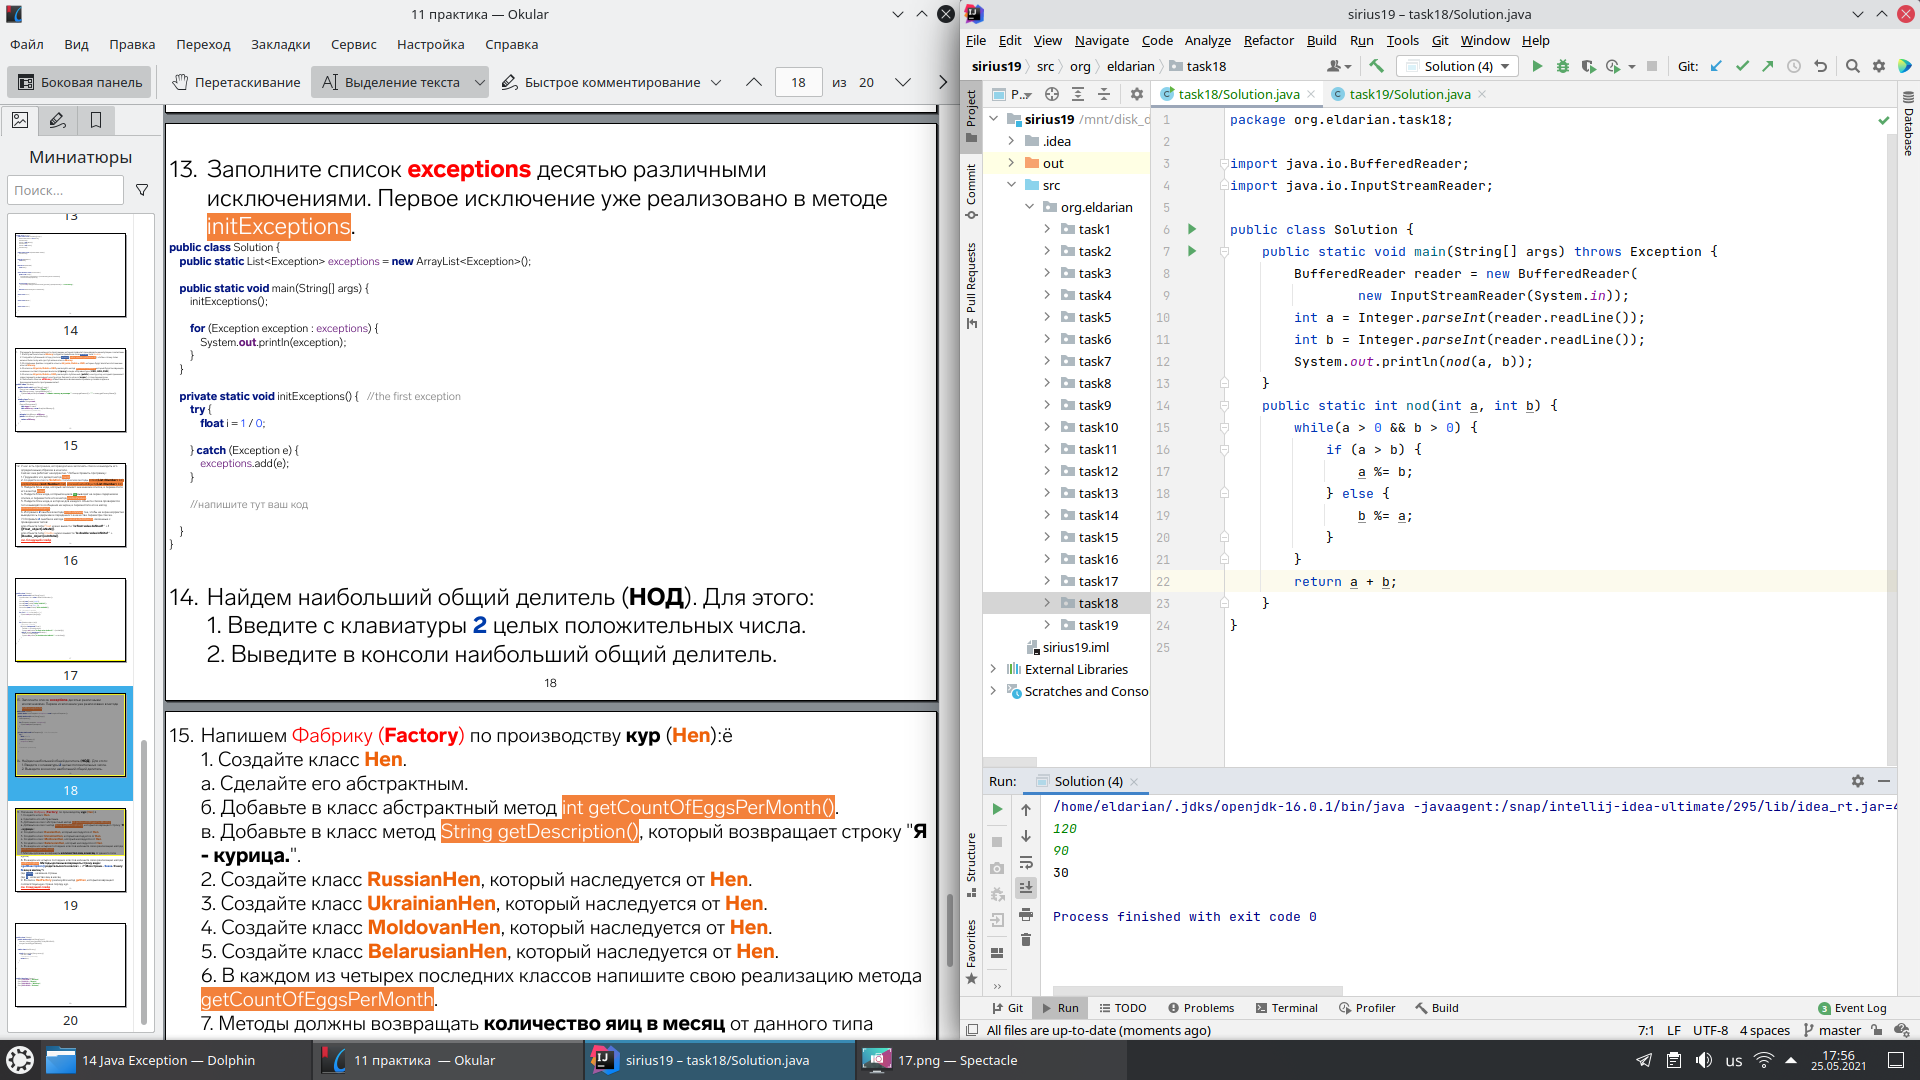 11 практика — Okular
Файл Вид Правка Переход Закладки Сервис Настройка Справка
Боковая панель Перетаскивание Выделение текста Быстрое комментирование 18 из 20
Миниатюры
Поиск...
13
14
15
16
17
18
19
20
13. Заполните список exceptions десятью различными
исключениями. Первое исключение уже реализовано в методе
initExceptions.
public class Solution {
public static List<Exception> exceptions = new ArrayList<Exception>();
public static void main(String[] args) {
initExceptions();
for (Exception exception : exceptions) {
System.out.println(exception);
}
}
private static void initExceptions() { //the first exception
try {
float i = 1 / 0;
} catch (Exception e) {
exceptions.add(e);
}
//напишите тут ваш код
}
}
14. Найдем наибольший общий делитель (НОД). Для этого:
1. Введите с клавиатуры 2 целых положительных числа.
2. Выведите в консоли наибольший общий делитель.
18
15. Напишем Фабрику (Factory) по производству кур (Hen):ё
1. Создайте класс Hen.
а. Сделайте его абстрактным.
б. Добавьте в класс абстрактный метод int getCountOfEggsPerMonth().
в. Добавьте в класс метод String getDescription(), который возвращает строку "Я
- курица.".
2. Создайте класс RussianHen, который наследуется от Hen.
3. Создайте класс UkrainianHen, который наследуется от Hen.
4. Создайте класс MoldovanHen, который наследуется от Hen.
5. Создайте класс BelarusianHen, который наследуется от Hen.
6. В каждом из четырех последних классов напишите свою реализацию метода
getCountOfEggsPerMonth.
7. Методы должны возвращать количество яиц в месяц от данного типа
sirius19 – task18/Solution.java
File Edit View Navigate Code Analyze Refactor Build Run Tools Git Window Help
sirius19 src org eldarian task18 Solution (4) Git:
Project
Commit
Pull Requests
Structure
Favorites
Database
P... task18/Solution.java task19/Solution.java
sirius19 /mnt/disk_d
.idea
out
src
org.eldarian
task1
task2
task3
task4
task5
task6
task7
task8
task9
task10
task11
task12
task13
task14
task15
task16
task17
task18
task19
sirius19.iml
External Libraries
Scratches and Conso
1 package org.eldarian.task18;
2
3 import java.io.BufferedReader;
4 import java.io.InputStreamReader;
5
6 public class Solution {
7 public static void main(String[] args) throws Exception {
8 BufferedReader reader = new BufferedReader(
9 new InputStreamReader(System.in));
10 int a = Integer.parseInt(reader.readLine());
11 int b = Integer.parseInt(reader.readLine());
12 System.out.println(nod(a, b));
13 }
14 public static int nod(int a, int b) {
15 while(a > 0 && b > 0) {
16 if (a > b) {
17 a %= b;
18 } else {
19 b %= a;
20 }
21 }
22 return a + b;
23 }
24 }
25
Run: Solution (4)
/home/eldarian/.jdks/openjdk-16.0.1/bin/java -javaagent:/snap/intellij-idea-ultimate/295/lib/idea_rt.jar=4
120
90
30
Process finished with exit code 0
Git Run TODO Problems Terminal Profiler Build 3 Event Log
All files are up-to-date (moments ago) 7:1 LF UTF-8 4 spaces master
14 Java Exception — Dolphin 11 практика — Okular sirius19 – task18/Solution.java 17.png — Spectacle us 17:56
25.05.2021